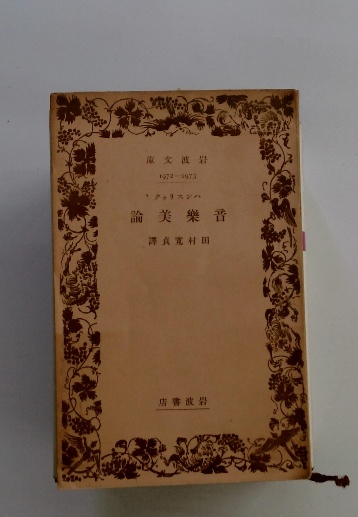 岩波文庫
1972—1973
ハンスリック
音樂美論
田村寬貞譯
岩波書店